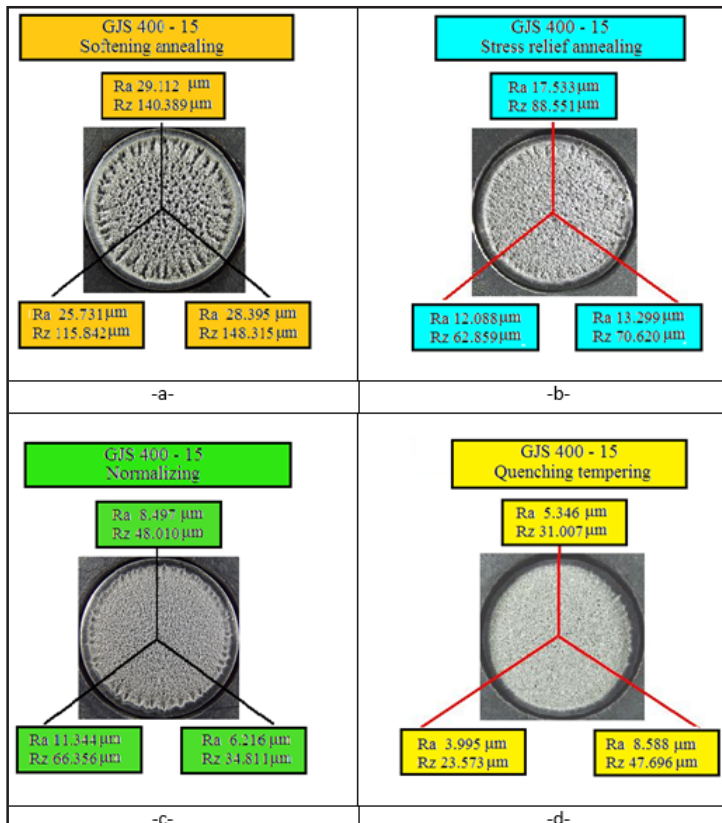 GJS 400 - 15
Softening annealing
Ra 29.112 μm
Rz 140.389 μm
Ra 25.731 μm
Rz 115.842 μm
Ra 28.395 μm
Rz 148.315 μm
-a-
GJS 400 - 15
Stress relief annealing
Ra 17.533 μm
Rz 88.551 μm
Ra 12.088 μm
Rz 62.859 μm
Ra 13.299 μm
Rz 70.620 μm
-b-
GJS 400 - 15
Normalizing
Ra 8.497 μm
Rz 48.010 μm
Ra 11.344 μm
Rz 66.356 μm
Ra 6.216 μm
Rz 34.811 μm
-c-
GJS 400 - 15
Quenching tempering
Ra 5.346 μm
Rz 31.007 μm
Ra 3.995 μm
Rz 23.573 μm
Ra 8.588 μm
Rz 47.696 μm
-d-